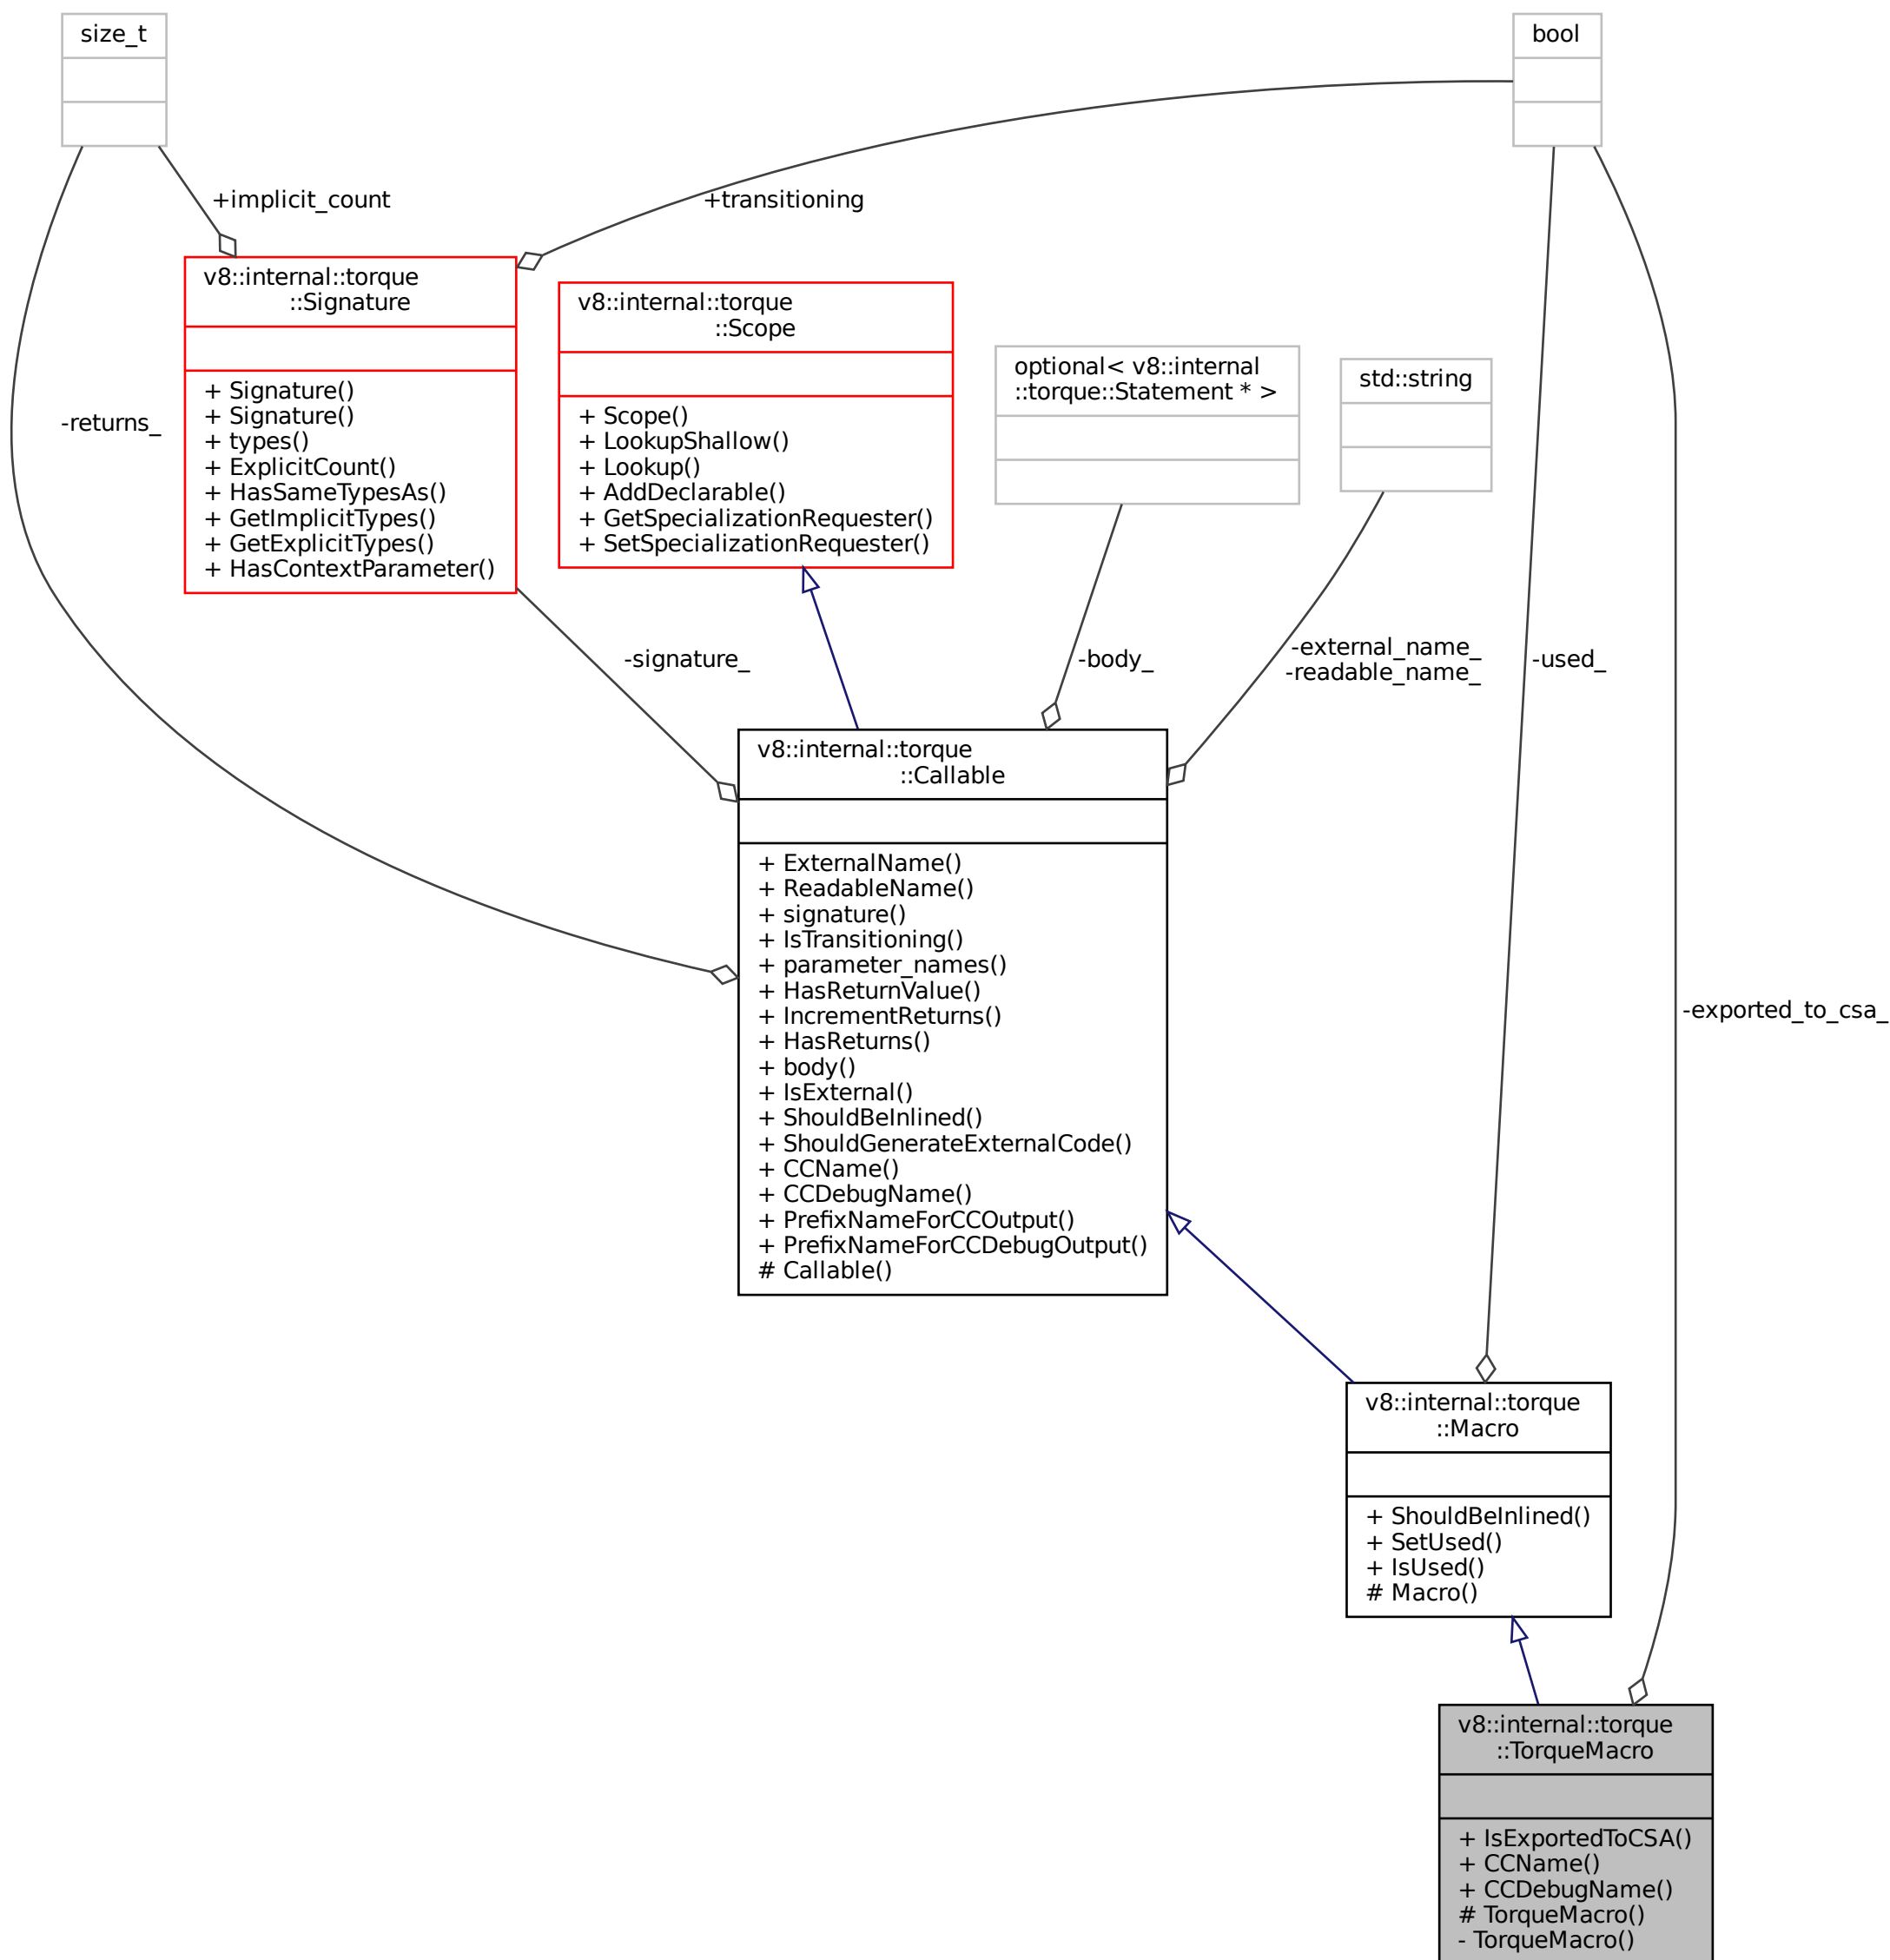 size_t
bool
+implicit_count
+transitioning
v8::internal::torque
::Signature
+ Signature()
+ Signature()
+ types()
+ ExplicitCount()
+ HasSameTypesAs()
+ GetImplicitTypes()
+ GetExplicitTypes()
+ HasContextParameter()
v8::internal::torque
::Scope
+ Scope()
+ LookupShallow()
+ Lookup()
+ AddDeclarable()
+ GetSpecializationRequester()
+ SetSpecializationRequester()
optional< v8::internal
::torque::Statement * >
std::string
-returns_
-signature_
-body_
-external_name_
-readable_name_
-used_
v8::internal::torque
::Callable
+ ExternalName()
+ ReadableName()
+ signature()
+ IsTransitioning()
+ parameter_names()
+ HasReturnValue()
+ IncrementReturns()
+ HasReturns()
+ body()
+ IsExternal()
+ ShouldBeInlined()
+ ShouldGenerateExternalCode()
+ CCName()
+ CCDebugName()
+ PrefixNameForCCOutput()
+ PrefixNameForCCDebugOutput()
# Callable()
-exported_to_csa_
v8::internal::torque
::Macro
+ ShouldBeInlined()
+ SetUsed()
+ IsUsed()
# Macro()
v8::internal::torque
::TorqueMacro
+ IsExportedToCSA()
+ CCName()
+ CCDebugName()
# TorqueMacro()
- TorqueMacro()